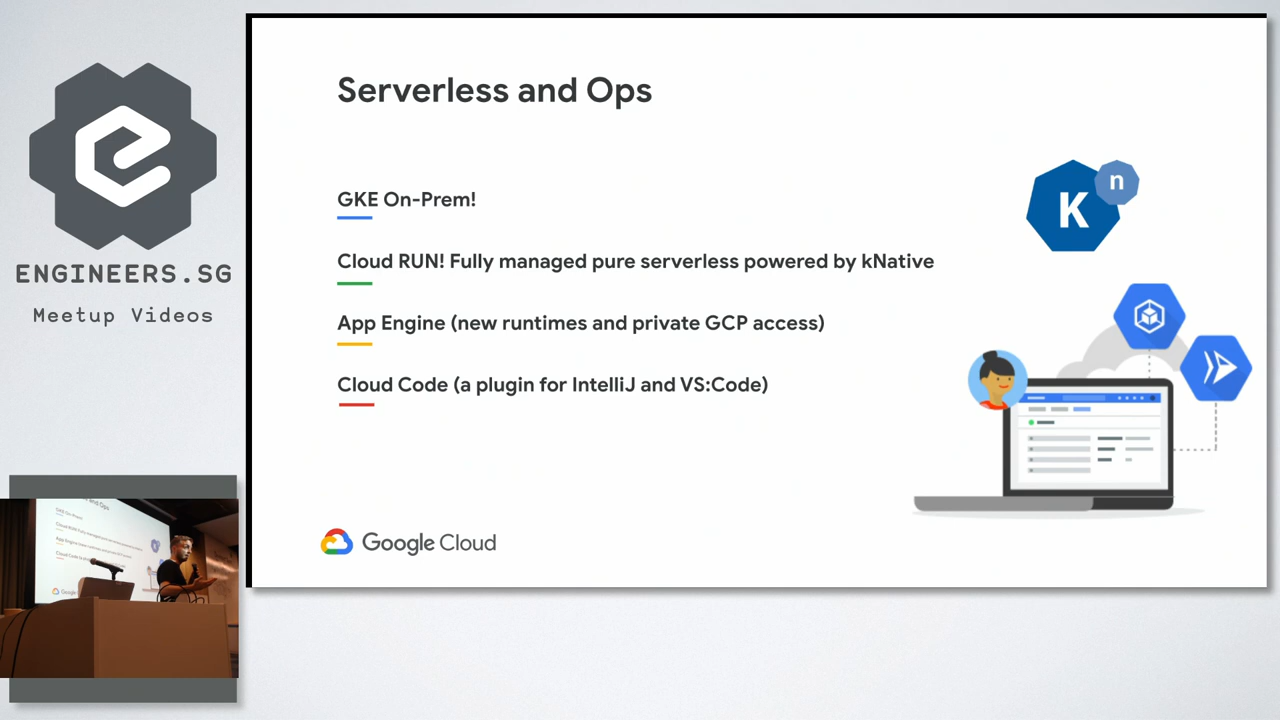 ENGINEERS.SG
Meetup Videos
Serverless and Ops
GKE On-Prem!
Cloud RUN! Fully managed pure serverless powered by kNative
App Engine (new runtimes and private GCP access)
Cloud Code (a plugin for IntelliJ and VS:Code)
K
n
Google Cloud